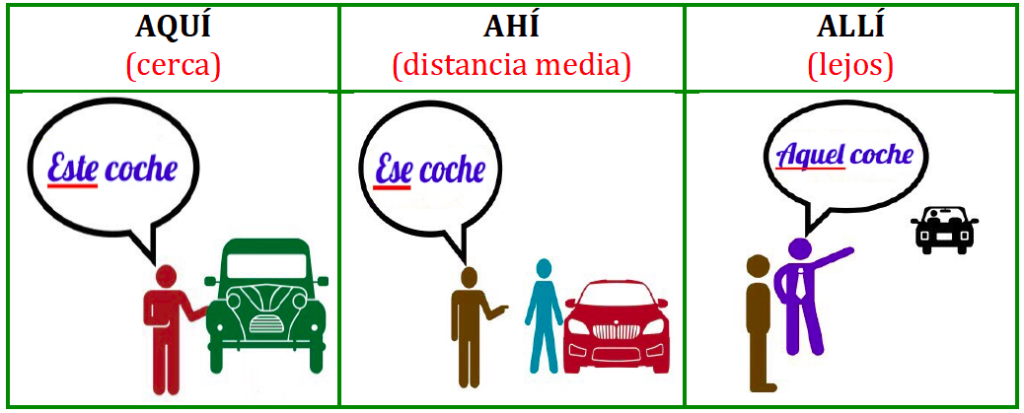 AQUÍ
(cerca)
AHÍ
(distancia media)
ALLÍ
(lejos)
Este coche
Ese coche
Aquel coche